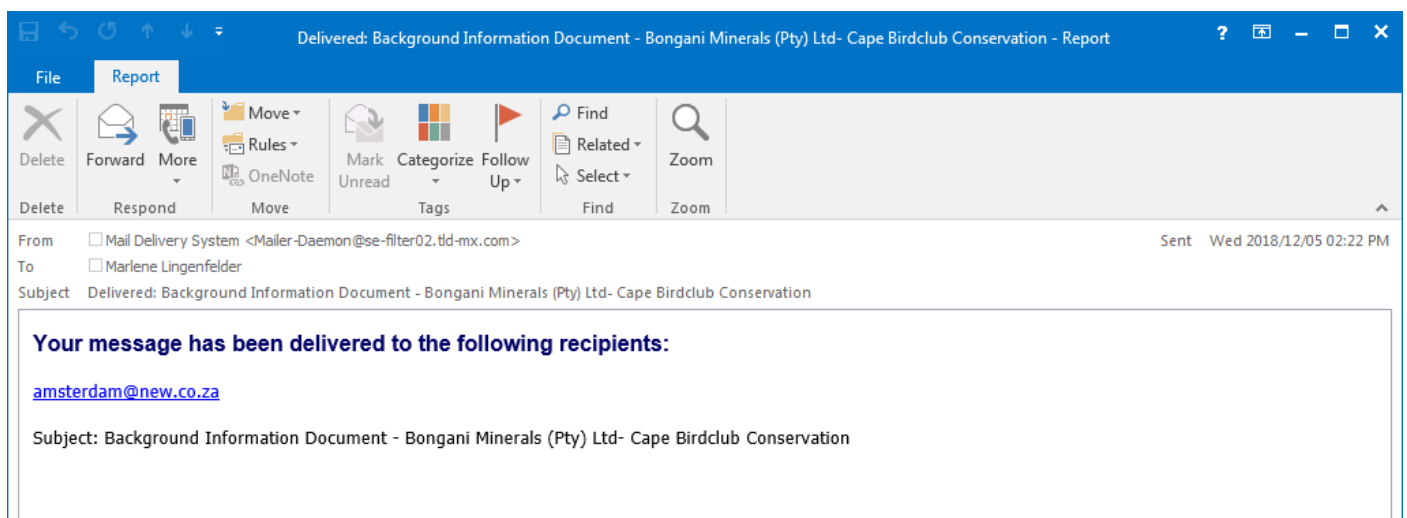 Delivered: Background Information Document - Bongani Minerals (Pty) Ltd- Cape Birdclub Conservation - Report
?
File Report
Delete
Forward
More
Move
Rules
OneNote
Mark Unread
Categorize
Follow Up
Find
Related
Select
Zoom
Delete Respond Move Tags Find Zoom
From Mail Delivery System <Mailer-Daemon@se-filter02.tld-mx.com> Sent Wed 2018/12/05 02:22 PM
To Marlene Lingenfelder
Subject Delivered: Background Information Document - Bongani Minerals (Pty) Ltd- Cape Birdclub Conservation
Your message has been delivered to the following recipients:
amsterdam@new.co.za
Subject: Background Information Document - Bongani Minerals (Pty) Ltd- Cape Birdclub Conservation